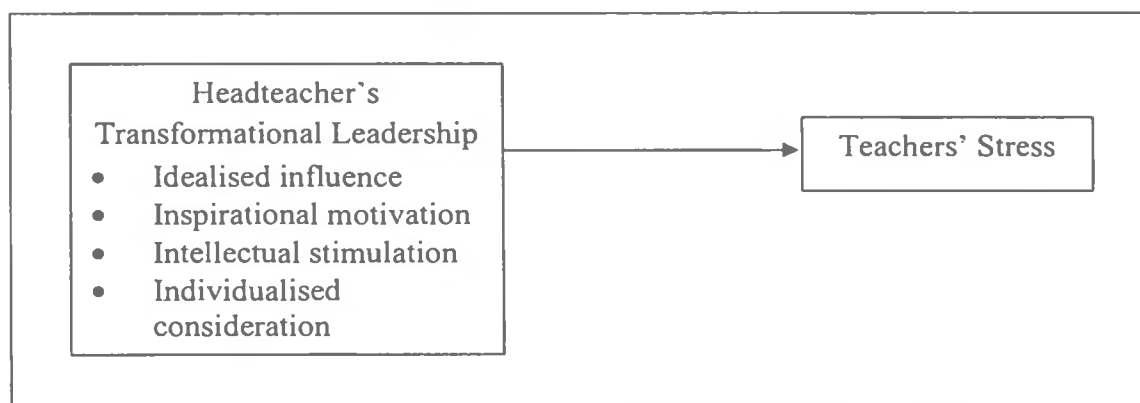 Headteacher`s
Transformational Leadership
• Idealised influence
• Inspirational motivation
• Intellectual stimulation
• Individualised
consideration
Teachers’ Stress